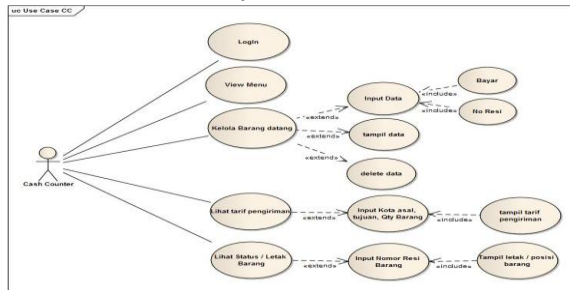 uc Use Case CC
Login
View Menu
Kelola Barang datang
Input Data
Bayar
No Resi
«extend»
«include»
«include»
«extend»
tampil data
«extend»
delete data
Cash Counter
Lihat tarif pengiriman
«extend»
Input Kota asal,
tujuan, Qty Barang
«include»
tampil tarif
pengiriman
Lihat Status / Letak
Barang
«extend»
Input Nomor Resi
Barang
«include»
Tampil letak / posisi
barang